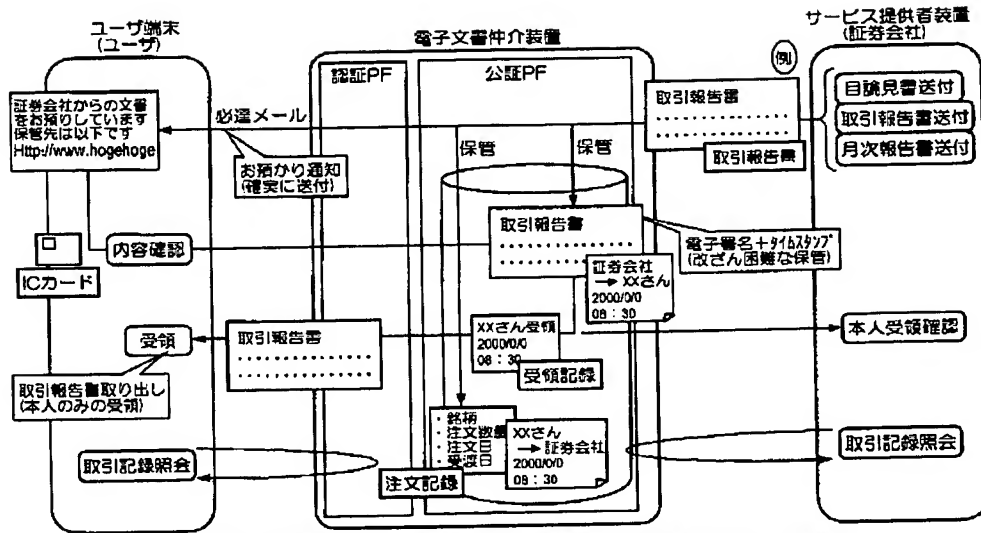 ユーザ端末
(ユーザ)
電子文書仲介装置
サービス提供者装置
(証券会社)
認証PF
公証PF
例
証券会社からの文書
をお預りしています
保管先は以下です
Http://www.hogehoge
必達メール
お預かり通知
(確実に送付)
取引報告書
取引報告書
目論見書送付
取引報告書送付
月次報告書送付
保管
保管
取引報告書
電子署名+タイムスタンプ
(改ざん困難な保管)
内容確認
ICカード
証券会社
→ XXさん
2000/0/0
08:30
受領
取引報告書
XXさん受領
2000/0/0
08:30
受領記録
本人受領確認
取引報告書取り出し
(本人のみの受領)
・銘柄
・注文数量
・注文日
・受渡日
XXさん
→証券会社
2000/0/0
08:30
注文記録
取引記録照会
取引記録照会